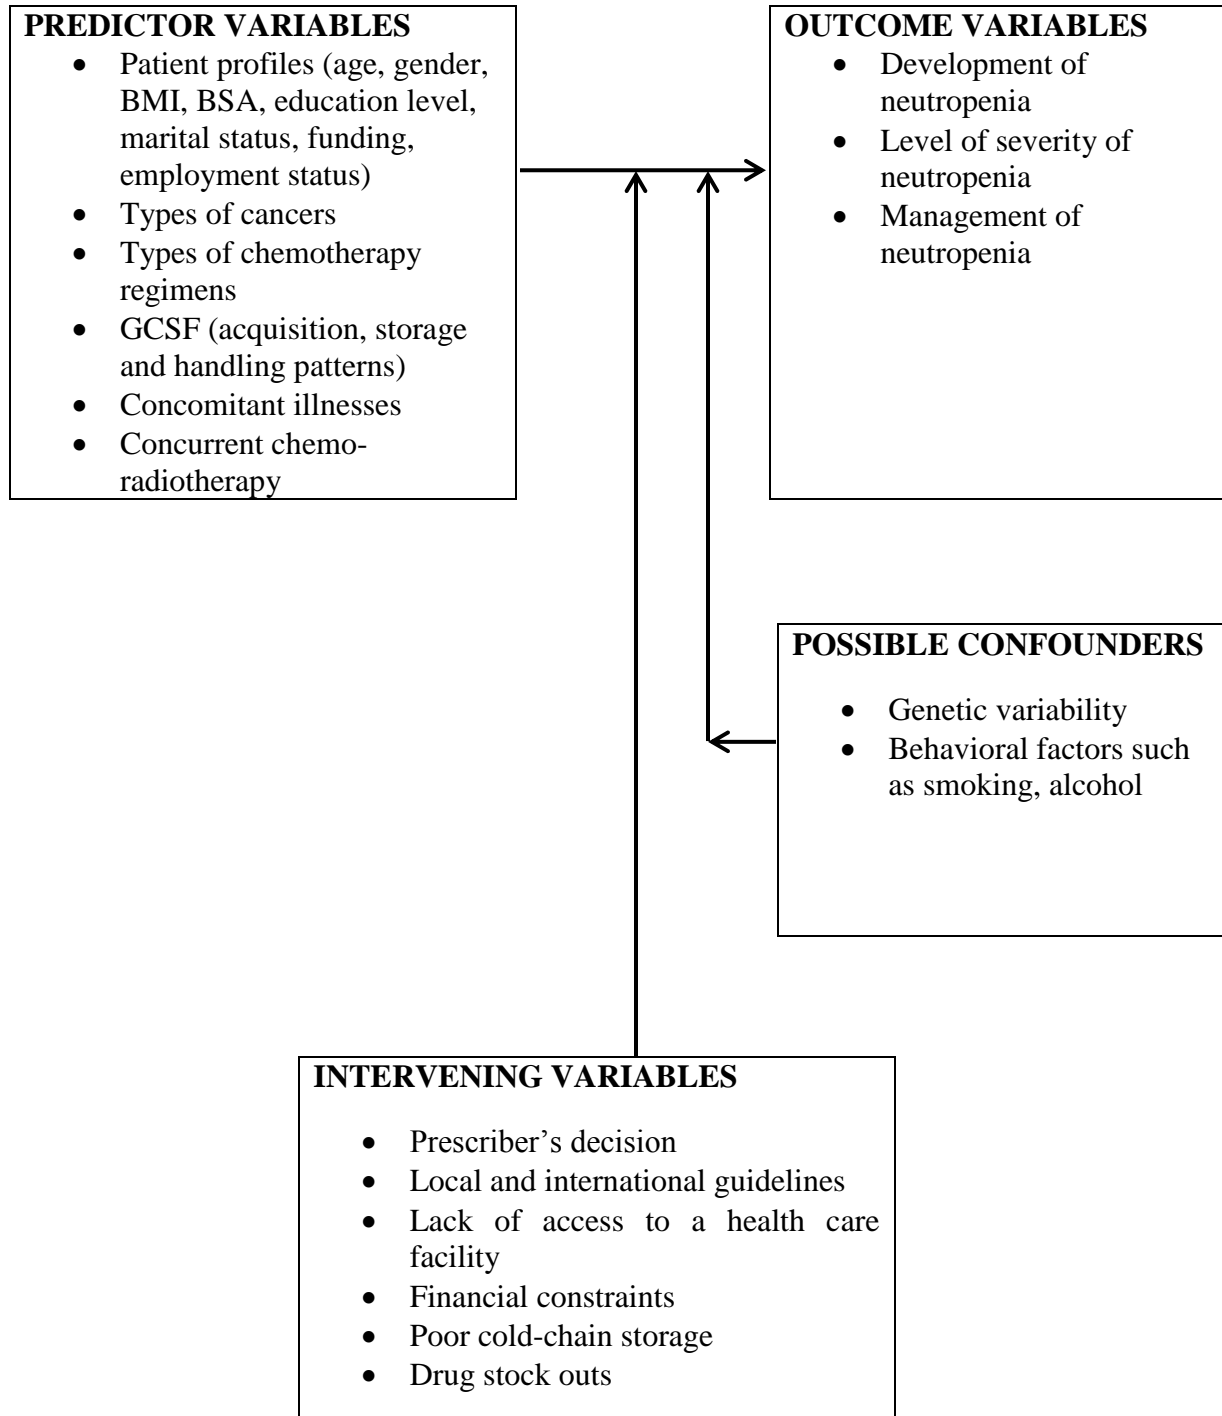 PREDICTOR VARIABLES
• Patient profiles (age, gender,
BMI, BSA, education level,
marital status, funding,
employment status)
• Types of cancers
• Types of chemotherapy
regimens
• GCSF (acquisition, storage
and handling patterns)
• Concomitant illnesses
• Concurrent chemo-
radiotherapy
OUTCOME VARIABLES
• Development of
neutropenia
• Level of severity of
neutropenia
• Management of
neutropenia
POSSIBLE CONFOUNDERS
• Genetic variability
• Behavioral factors such
as smoking, alcohol
INTERVENING VARIABLES
• Prescriber’s decision
• Local and international guidelines
• Lack of access to a health care
facility
• Financial constraints
• Poor cold-chain storage
• Drug stock outs